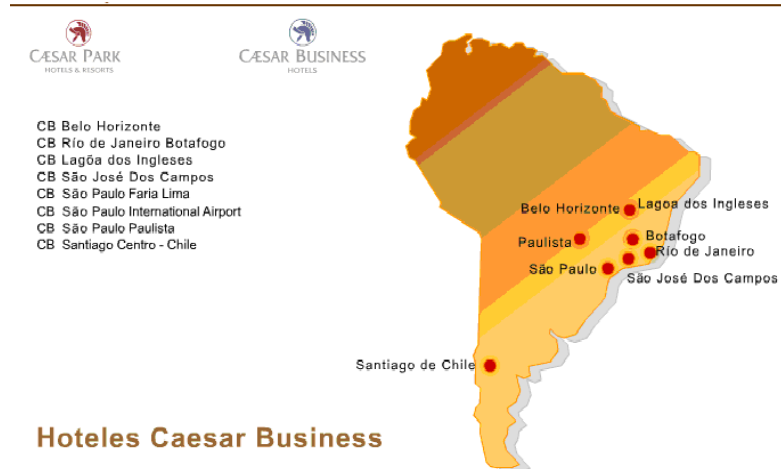 CÆSAR PARK
HOTELS & RESORTS
CÆSAR BUSINESS
HOTELS
CB Belo Horizonte
CB Río de Janeiro Botafogo
CB Lagõa dos Ingleses
CB São José Dos Campos
CB São Paulo Faria Lima
CB São Paulo International Airport
CB São Paulo Paulista
CB Santiago Centro - Chile
Belo Horizonte
Lagoa dos Ingleses
Paulista
Botafogo
Río de Janeiro
São Paulo
São José Dos Campos
Santiago de Chile
Hoteles Caesar Business